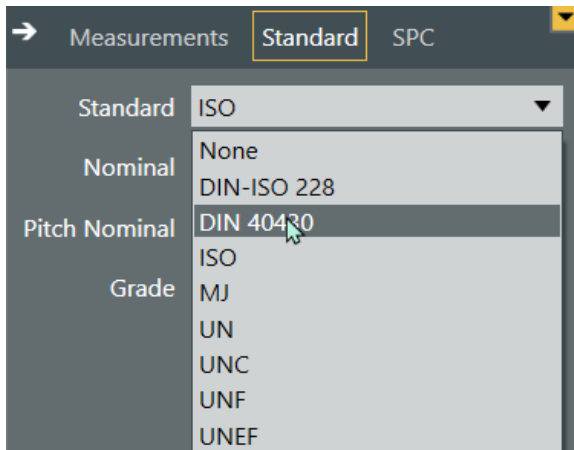 Measurements Standard SPC
Standard ISO
Nominal
Pitch Nominal
Grade
None
DIN-ISO 228
DIN 40430
ISO
MJ
UN
UNC
UNF
UNEF